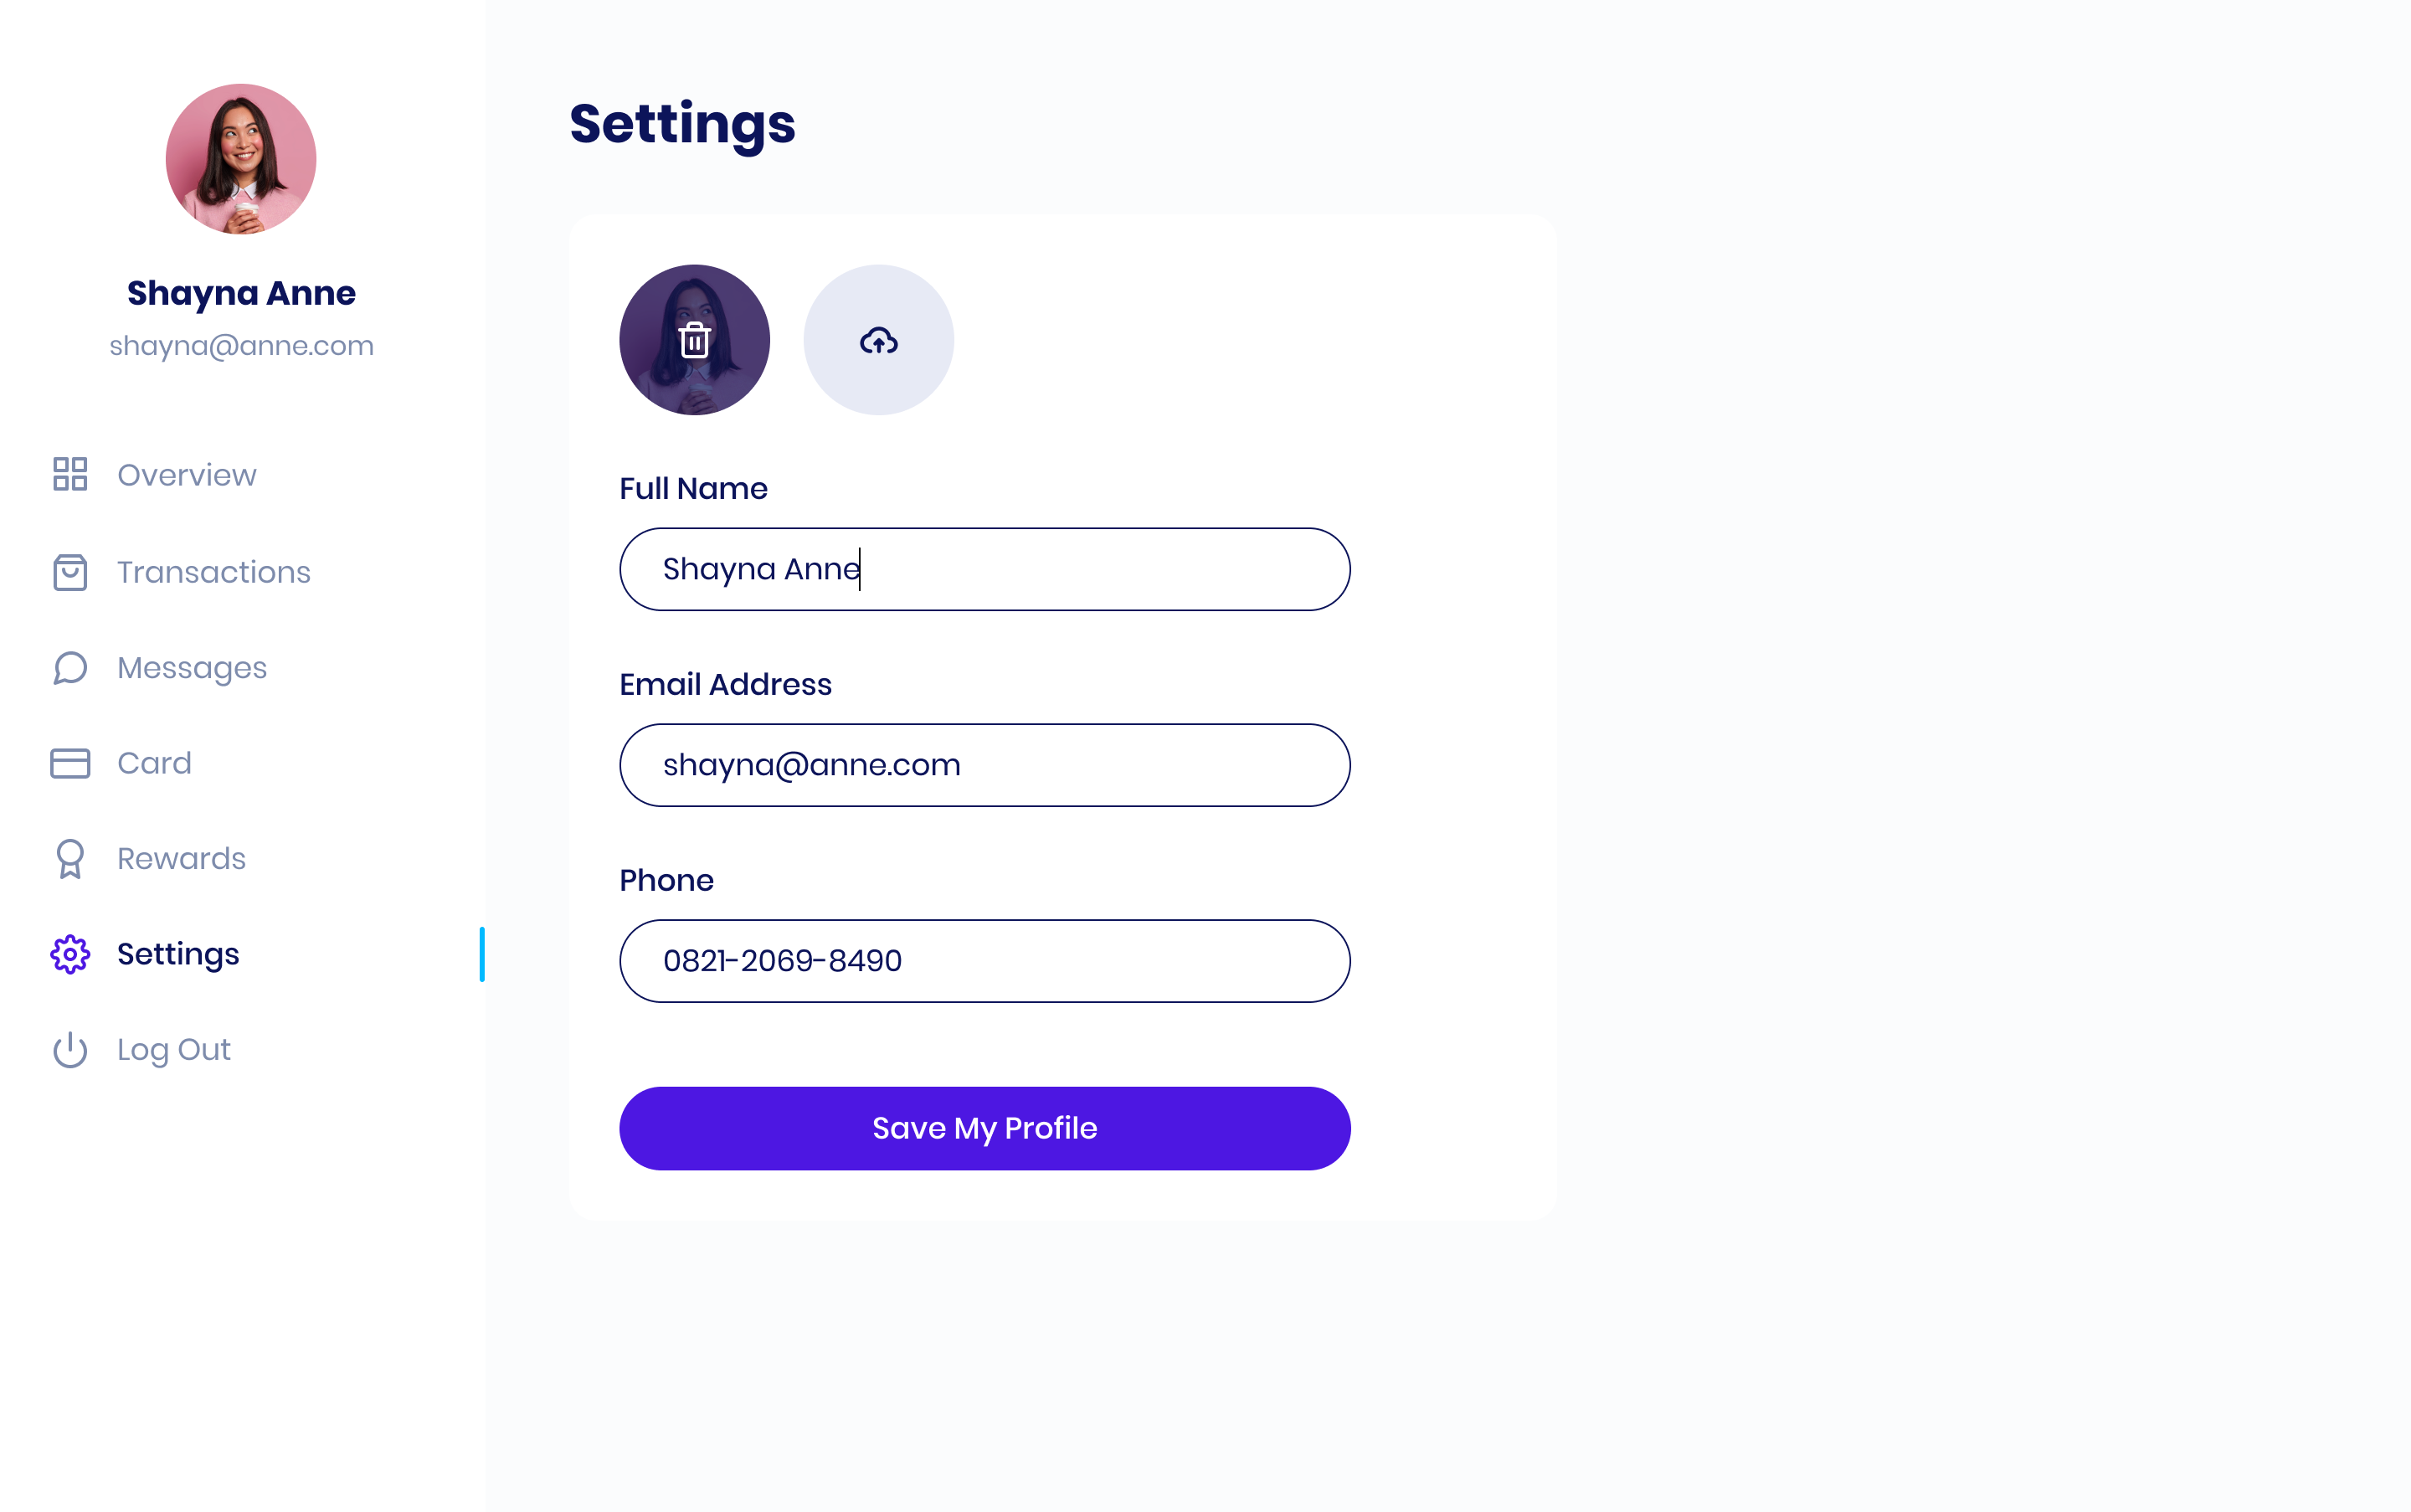 Shayna Anne
shayna@anne.com
Overview
Transactions
Messages
Card
Rewards
Settings
Log Out
Settings
Full Name
Shayna Anne
Email Address
shayna@anne.com
Phone
0821-2069-8490
Save My Profile